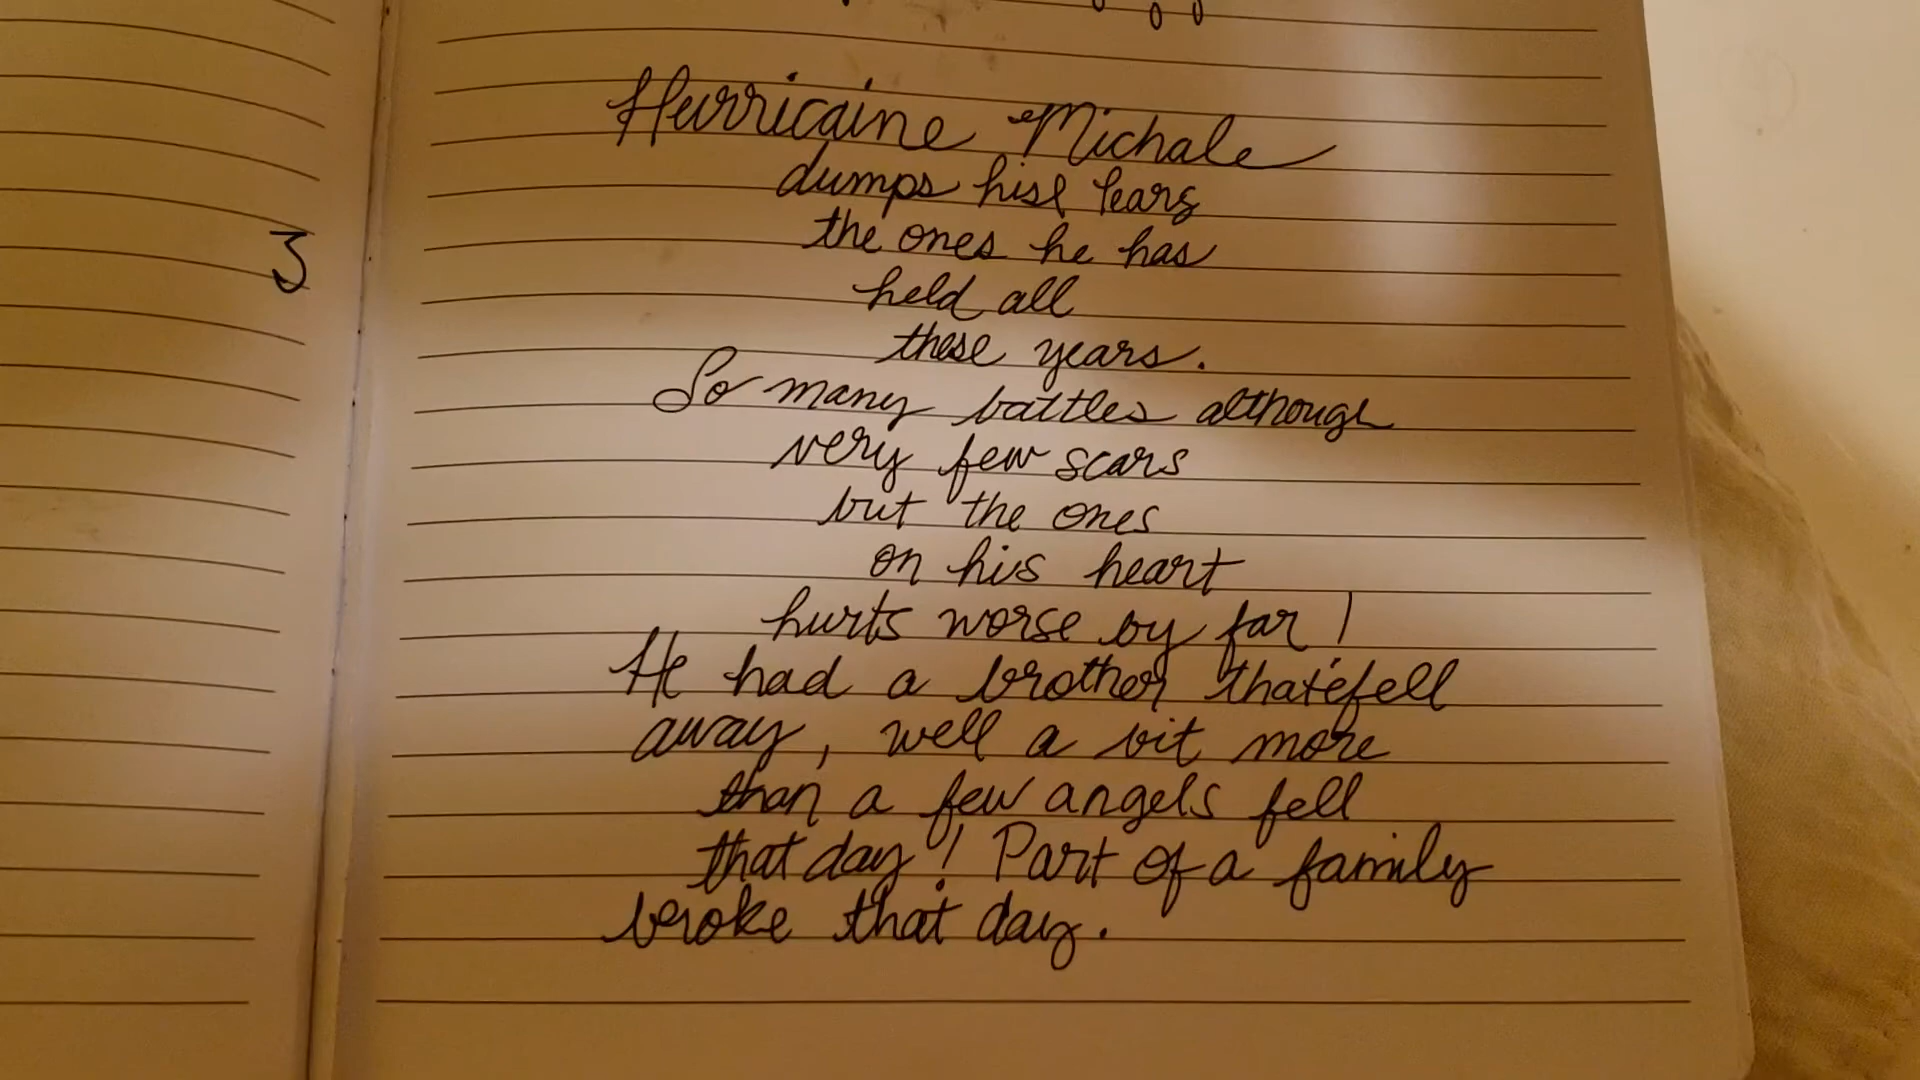 3
Hurricaine Michale
dumps his tears
the ones he has
held all
these years.
So many battles although
very few scars
but the ones
on his heart
hurts worse by far!
He had a brother that fell
away, well a bit more
than a few angels fell
that day! Part of a family
broke that day.